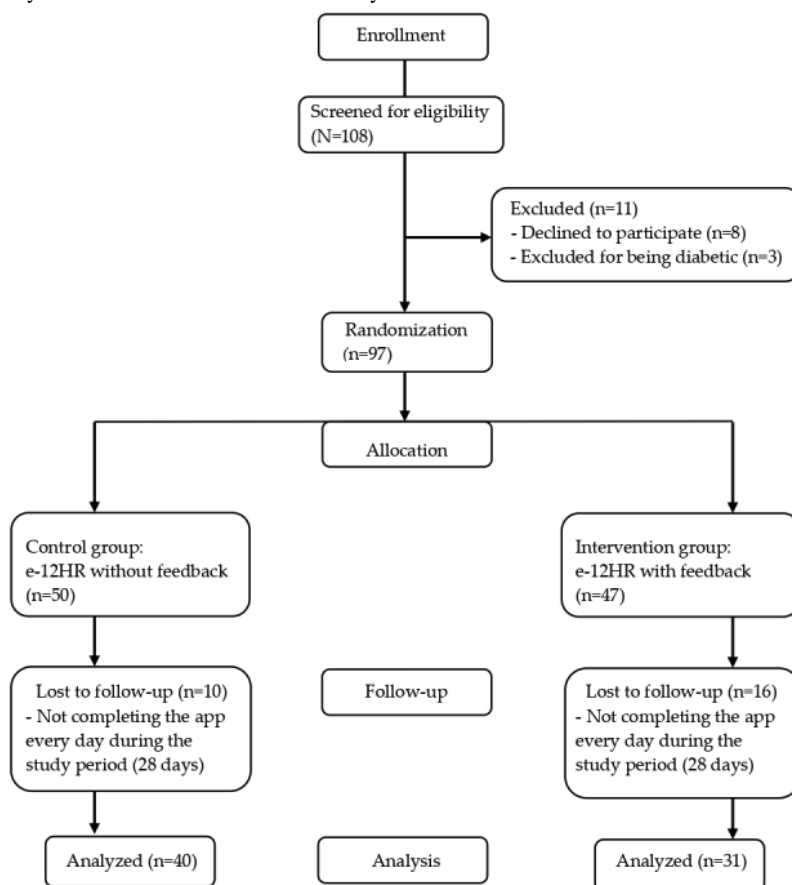 Enrollment
Screened for eligibility
(N=108)
Excluded (n=11)
- Declined to participate (n=8)
- Excluded for being diabetic (n=3)
Randomization
(n=97)
Allocation
Control group:
e-12HR without feedback
(n=50)
Intervention group:
e-12HR with feedback
(n=47)
Lost to follow-up (n=10)
- Not completing the app
every day during the
study period (28 days)
Follow-up
Lost to follow-up (n=16)
- Not completing the app
every day during the
study period (28 days)
Analyzed (n=40)
Analysis
Analyzed (n=31)